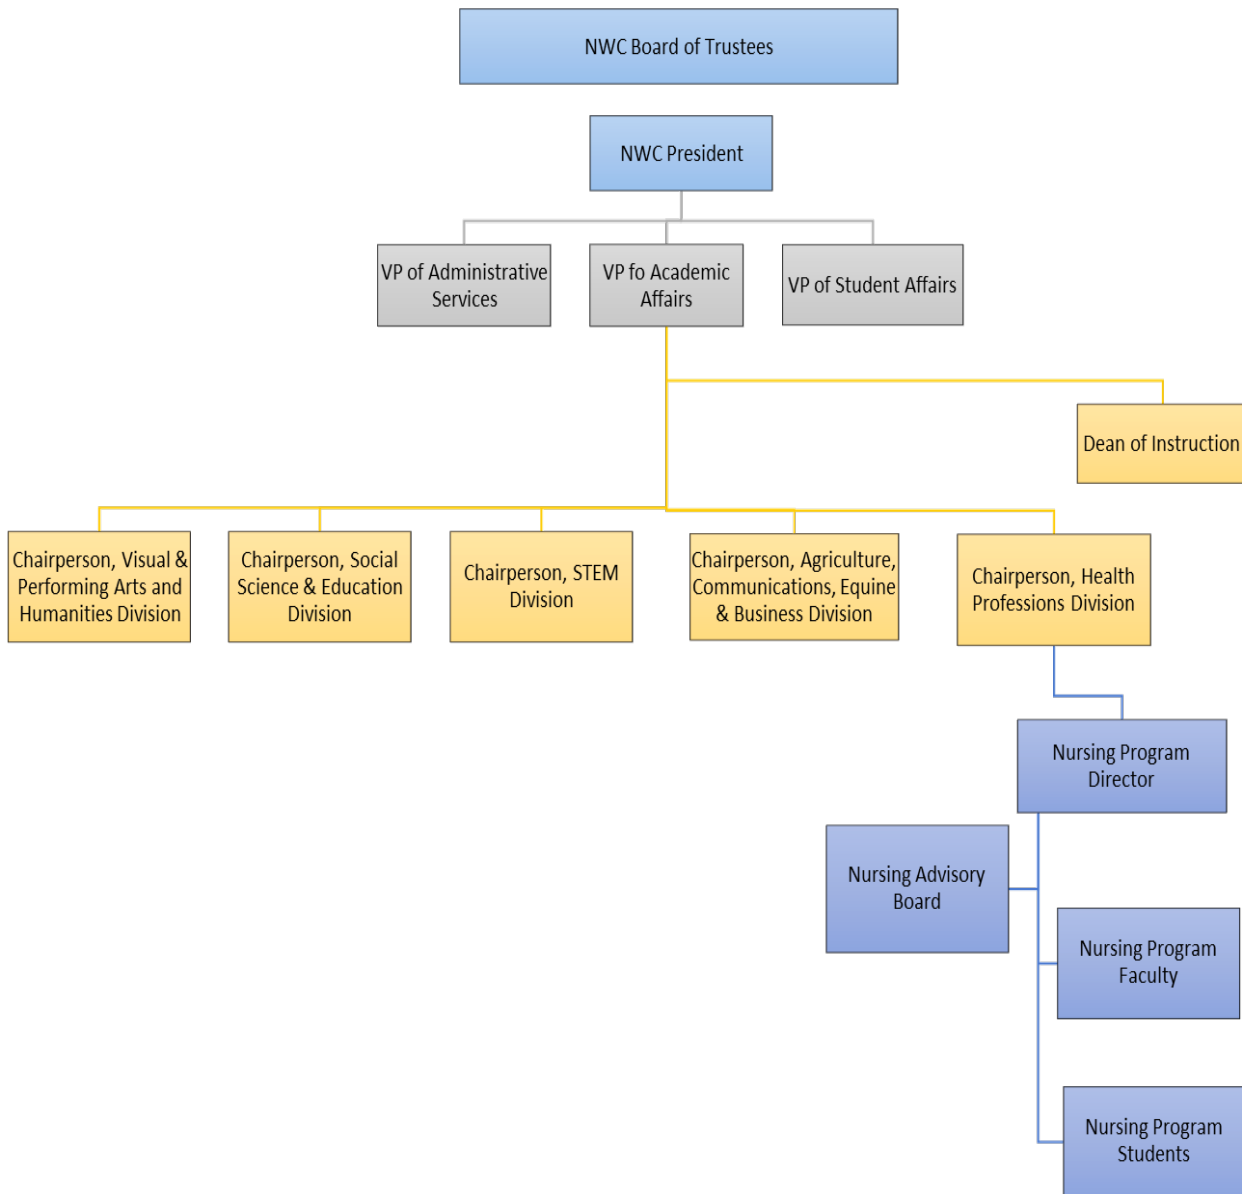 NWC Board of Trustees
NWC President
VP of Administrative
Services
VP fo Academic
Affairs
VP of Student Affairs
Dean of Instruction
Chairperson, Visual &
Performing Arts and
Humanities Division
Chairperson, Social
Science & Education
Division
Chairperson, STEM
Division
Chairperson, Agriculture,
Communications, Equine
& Business Division
Chairperson, Health
Professions Division
Nursing Program
Director
Nursing Advisory
Board
Nursing Program
Faculty
Nursing Program
Students